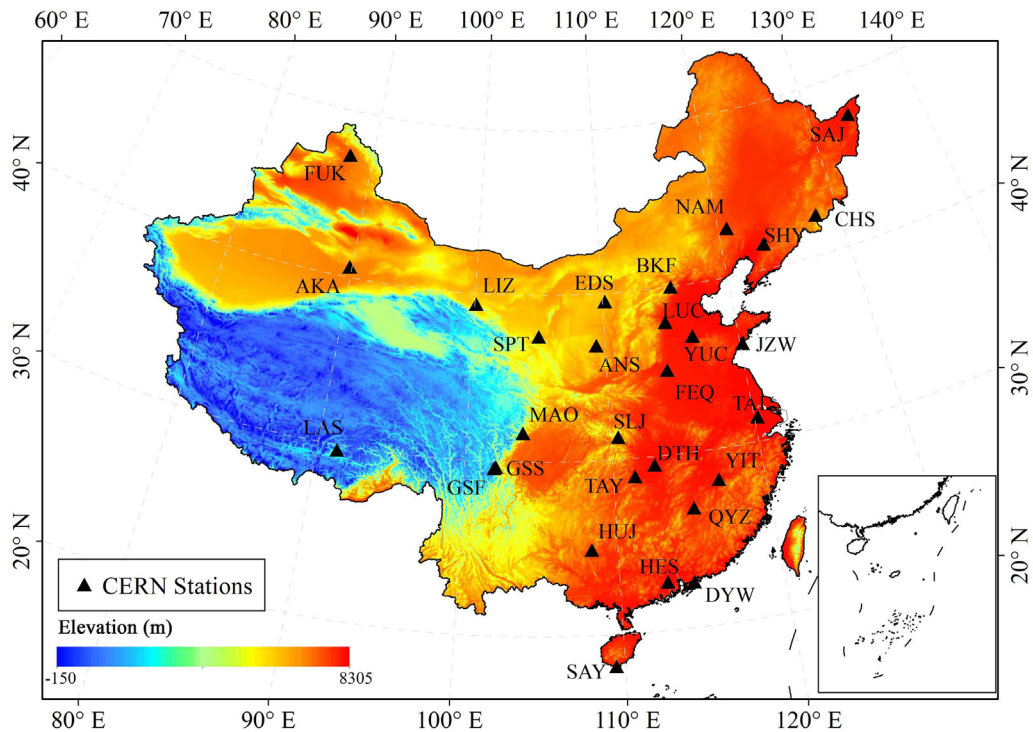 60° E 70° E 80° E 90° E 100° E 110° E 120° E 130° E 140° E
40° N
30° N
20° N
40° N
30° N
20° N
SAJ
FUK
NAM
CHS
SHY
BKF
AKA
LIZ
EDS
LUC
SPT
YUC
JZW
ANS
FEQ
TAI
MAO
SLJ
LAS
DTH
YIT
GSS
GSF
TAY
QYZ
HUJ
HES
DYW
SAY
CERN Stations
Elevation (m)
-150 8305
80° E 90° E 100° E 110° E 120° E